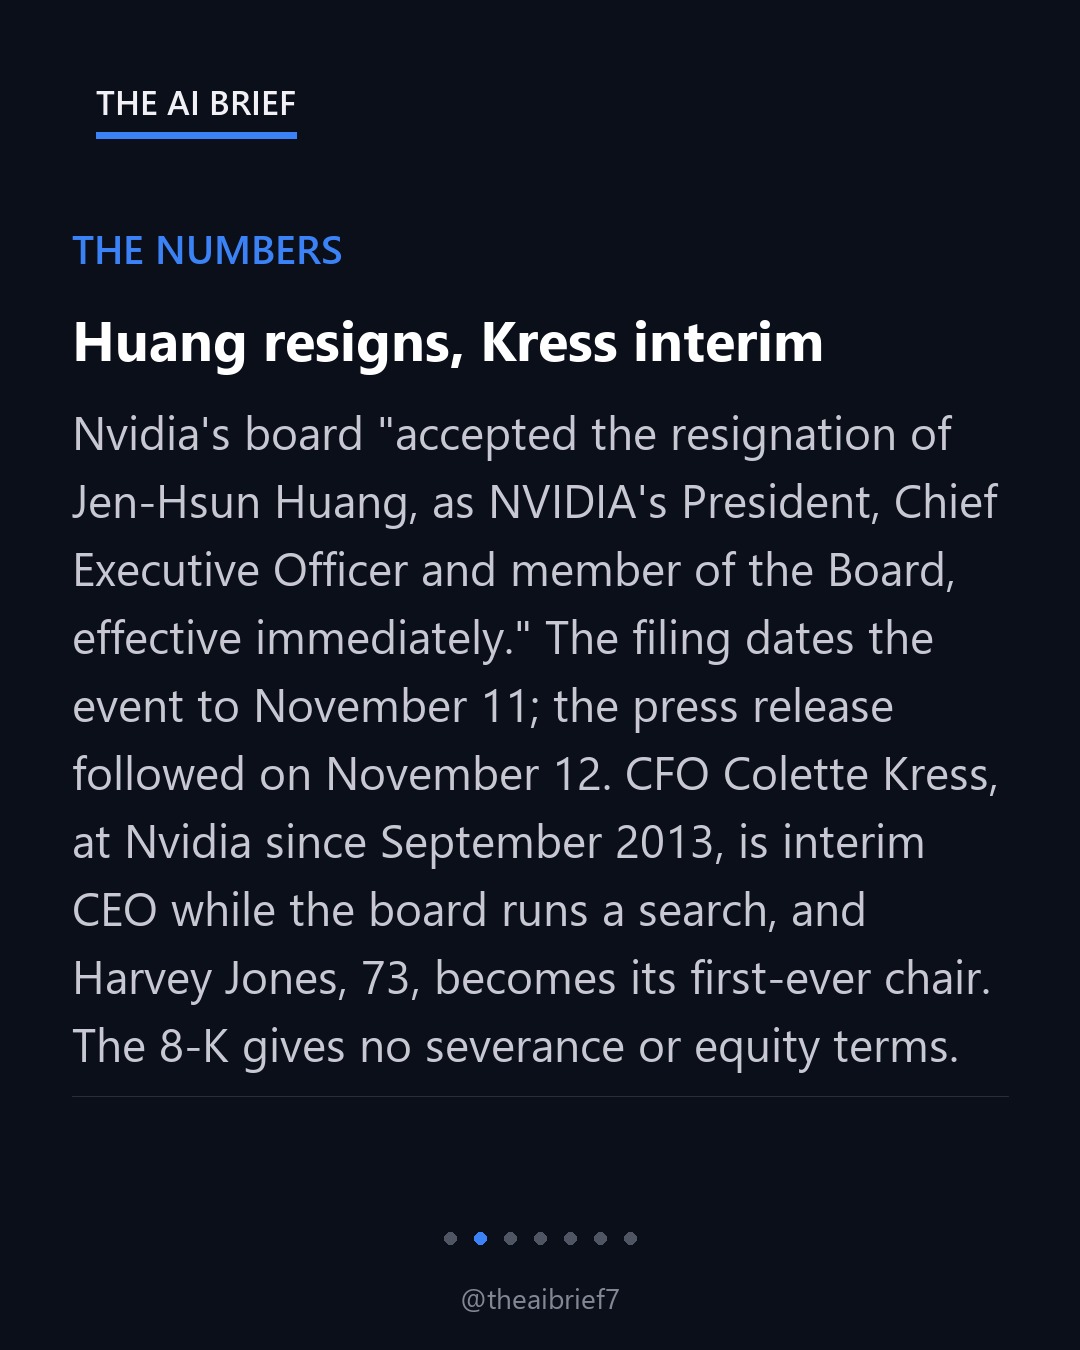 THE AI BRIEF
THE NUMBERS
Huang resigns, Kress interim
Nvidia's board "accepted the resignation of
Jen-Hsun Huang, as NVIDIA's President, Chief
Executive Officer and member of the Board,
effective immediately." The filing dates the
event to November 11; the press release
followed on November 12. CFO Colette Kress,
at Nvidia since September 2013, is interim
CEO while the board runs a search, and
Harvey Jones, 73, becomes its first-ever chair.
The 8-K gives no severance or equity terms.
@theaibrief7